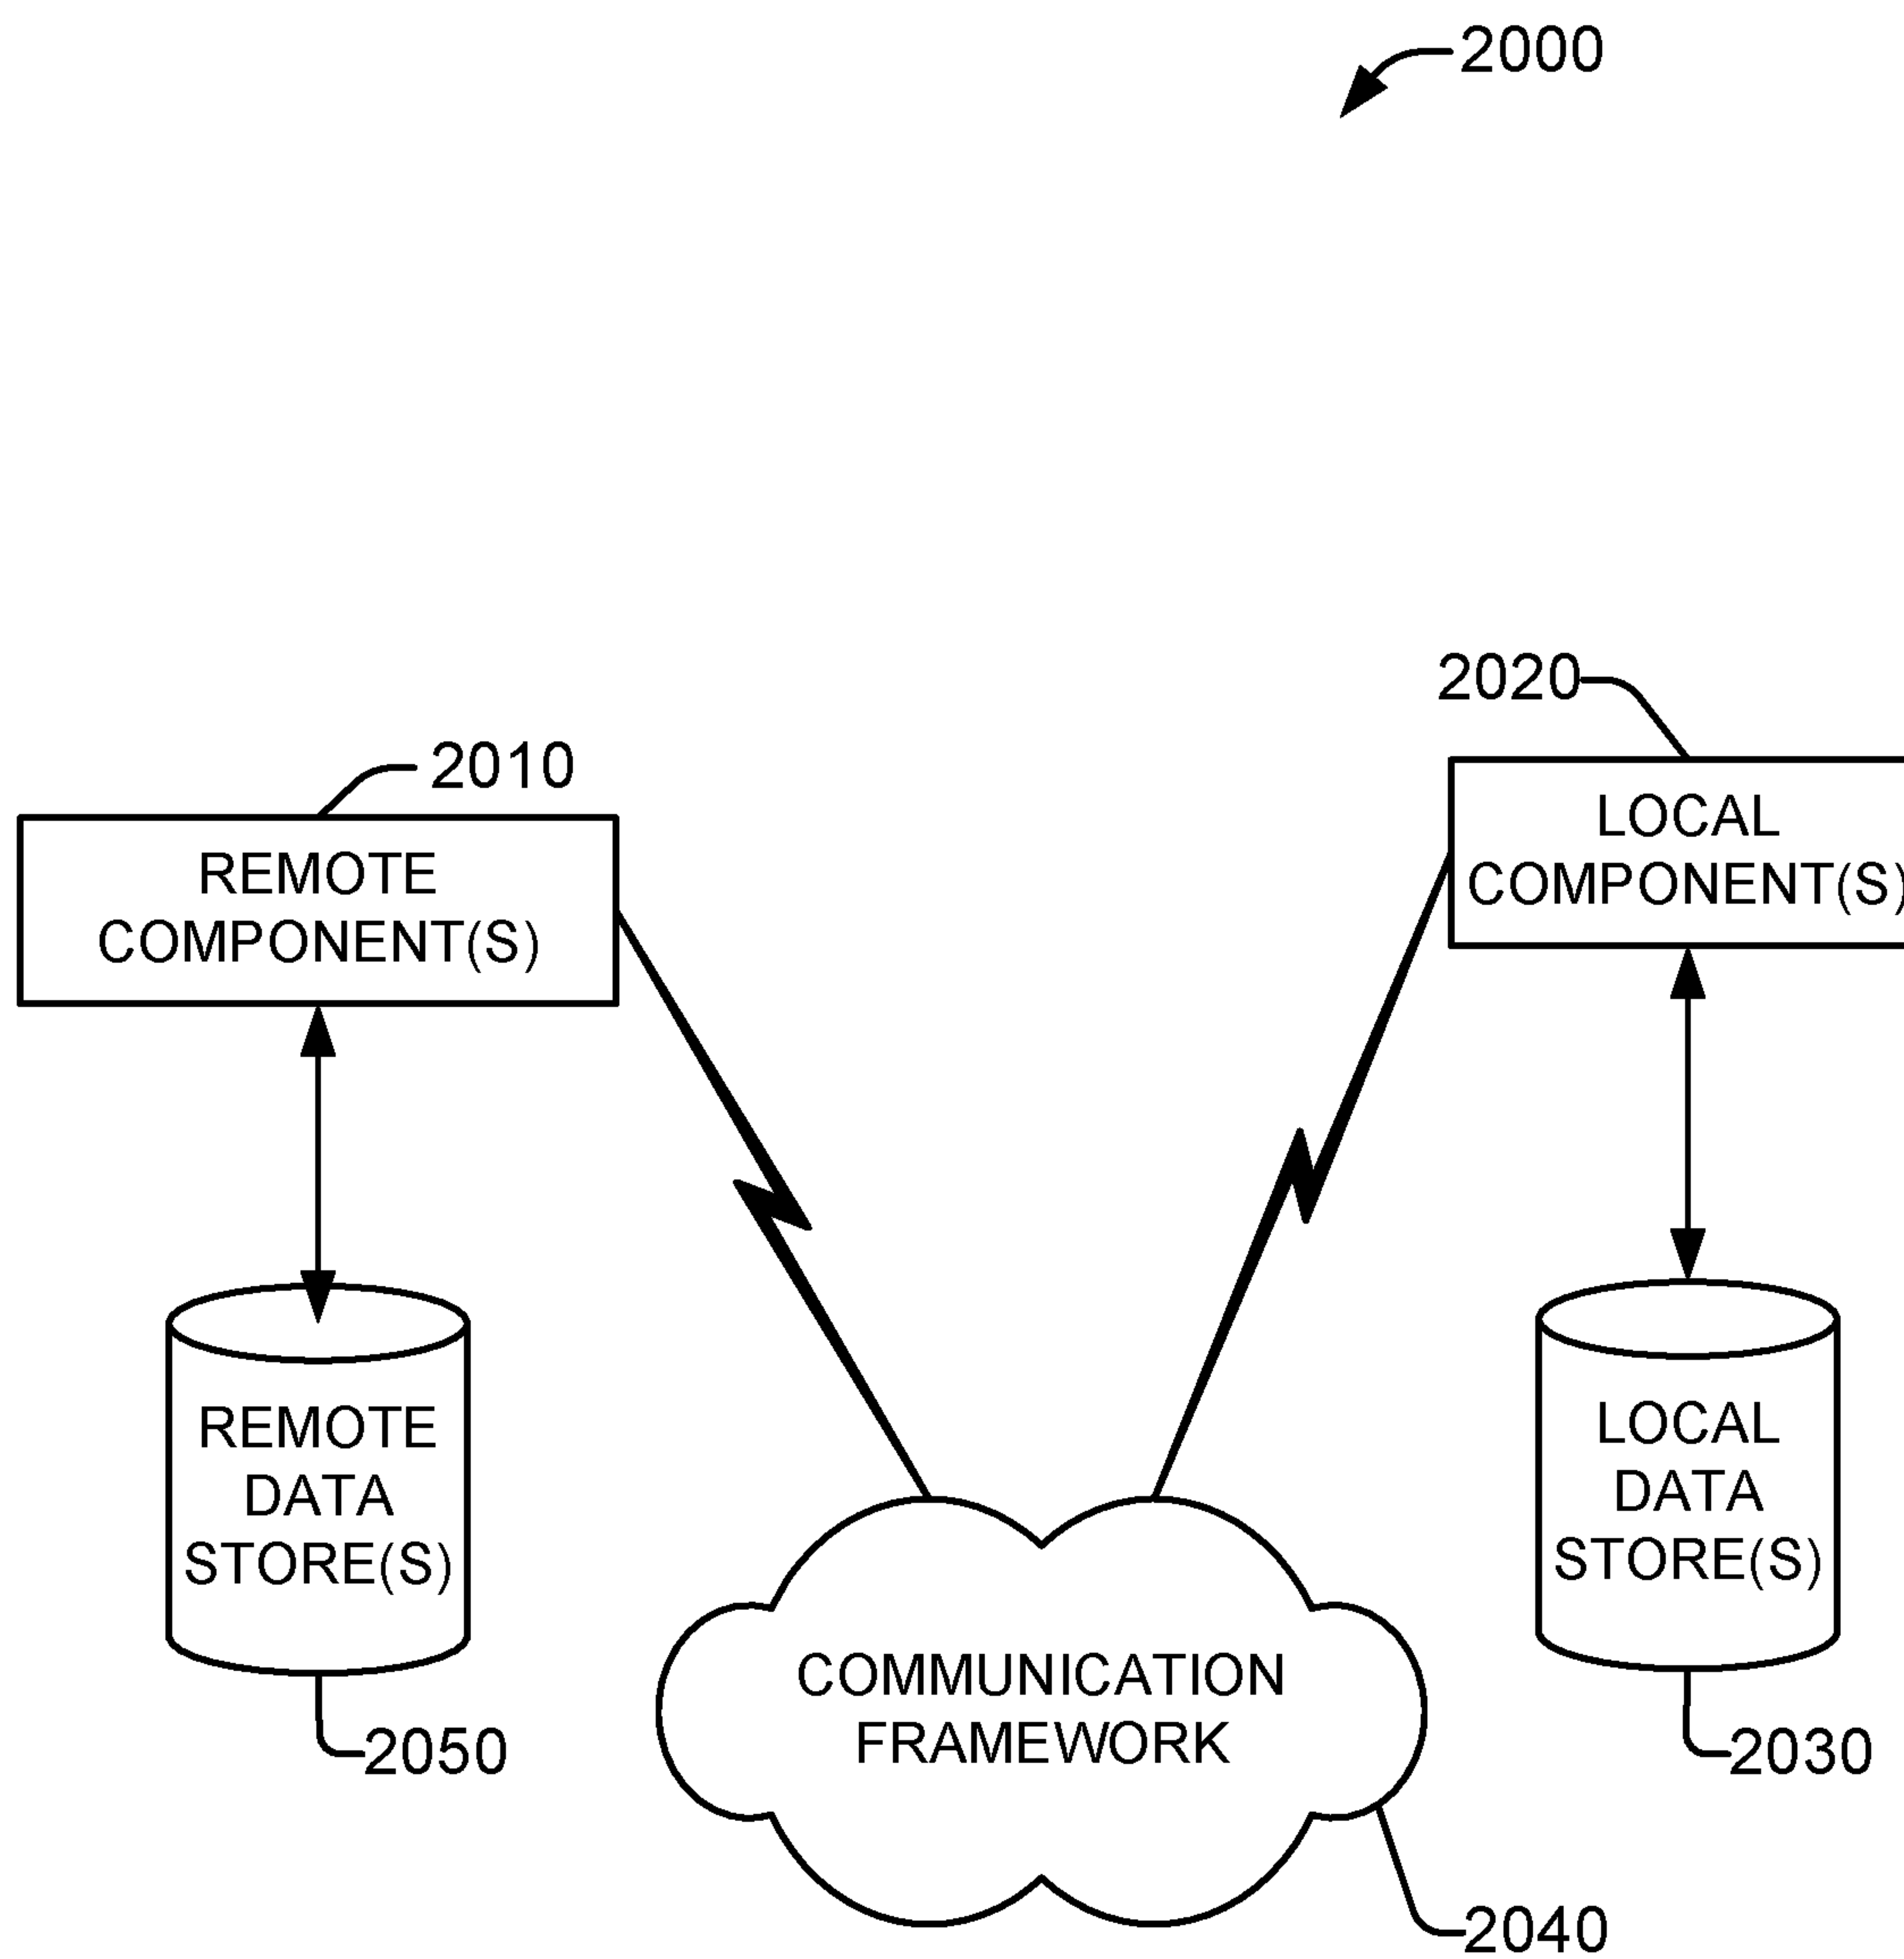 2000
2020
2010
LOCAL
COMPONENT(S)
REMOTE
COMPONENT(S)
REMOTE
DATA
STORE(S)
LOCAL
DATA
STORE(S)
COMMUNICATION
FRAMEWORK
2050
2030
2040